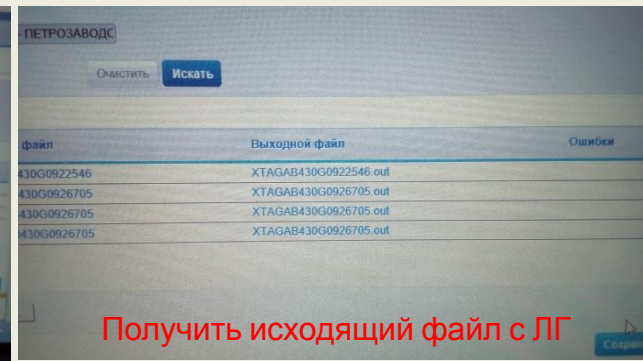 - ПЕТРОЗАВОДС
Очистить Искать
файл Выходной файл Ошибки
430G0922546 XTAGAB430G0922546.out
430G0926705 XTAGAB430G0926705.out
430G0926705 XTAGAB430G0926705.out
430G0926705 XTAGAB430G0926705.out
Получить исходящий файл с ЛГ